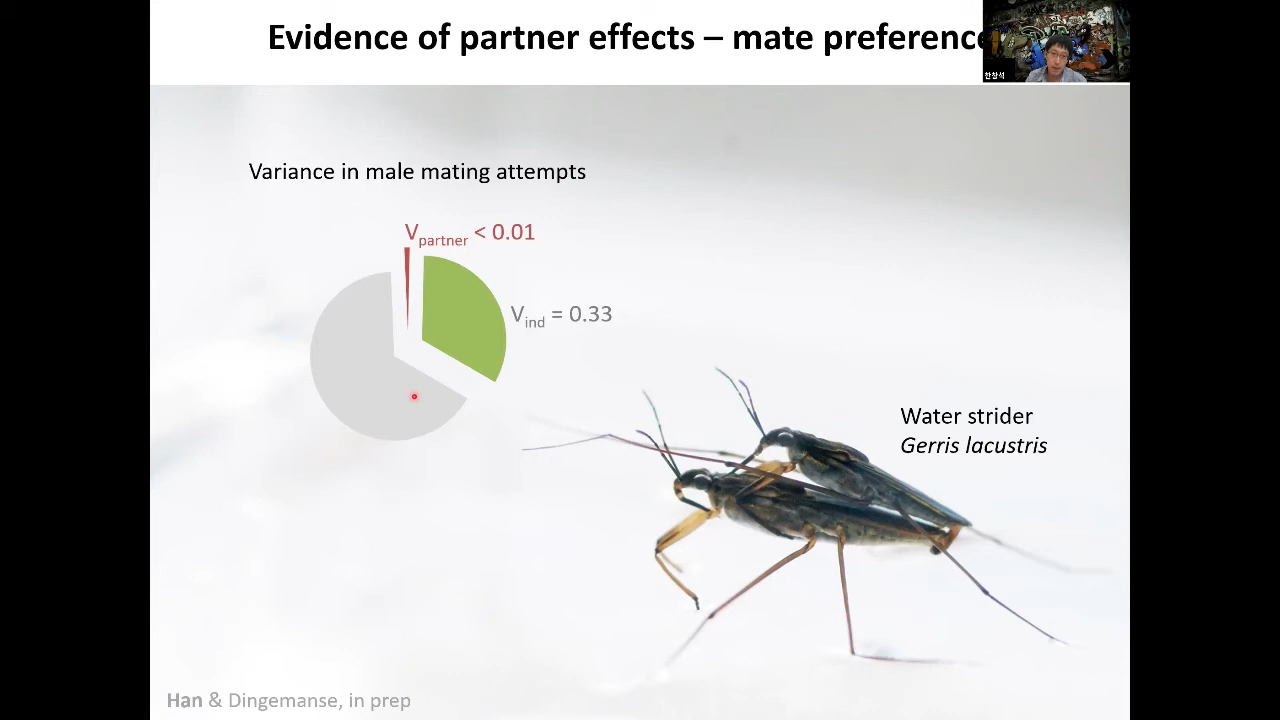 Evidence of partner effects – mate preference
한창석
Variance in male mating attempts
Vpartner < 0.01
Vind = 0.33
Water strider
Gerris lacustris
Han & Dingemanse, in prep